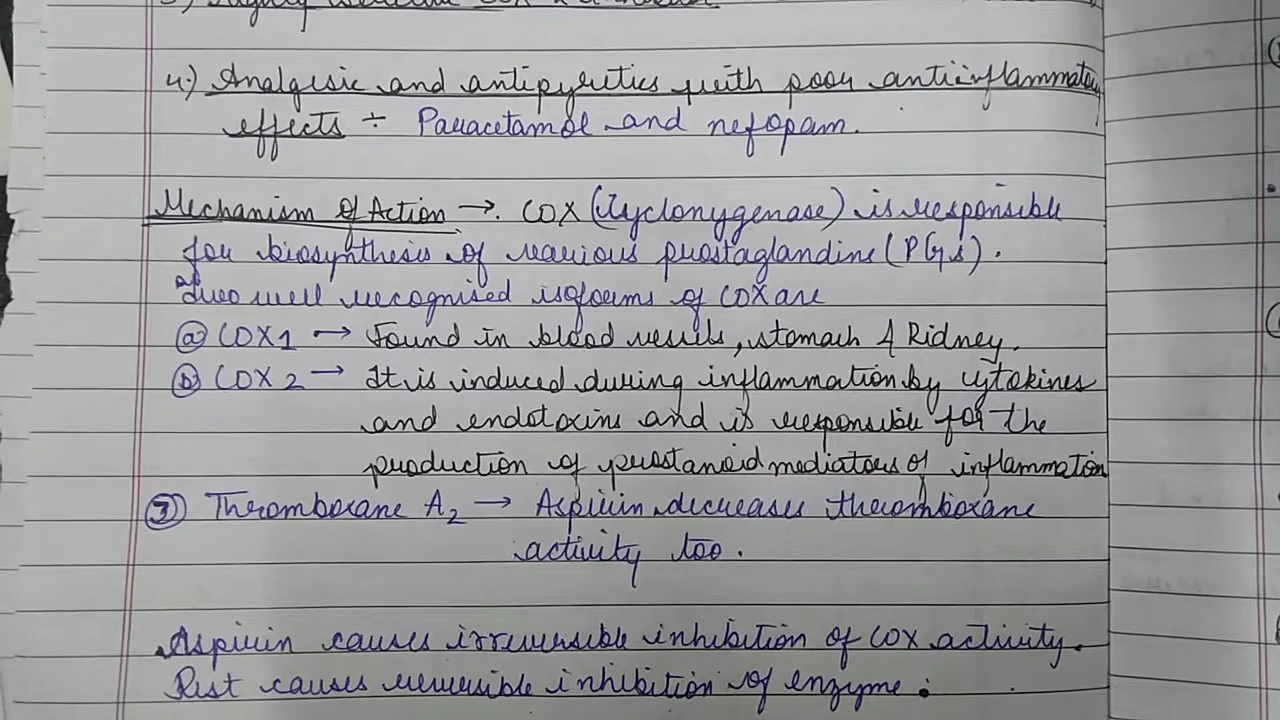 4.) Analgesic and antipyretics with poor antiinflammatory
effects ÷ Paracetamol and nefopam.
Mechanism of Action →. COX (Cyclonygenase) is responsible
for biosynthesis of various prostaglandins (PGs).
Two well recognised isoforms of COX are
(a) COX 1 → Found in blood vessels, stomach & Kidney.
(b) COX 2 → It is induced during inflammation by cytokines
and endotoxins and is responsible for the
production of prostanoid mediators of inflammation
Thromboxane A2 → Aspirin decreases thromboxane
activity too.
Aspirin causes irreversible inhibition of COX activity.
Rest causes reversible inhibition of enzyme.